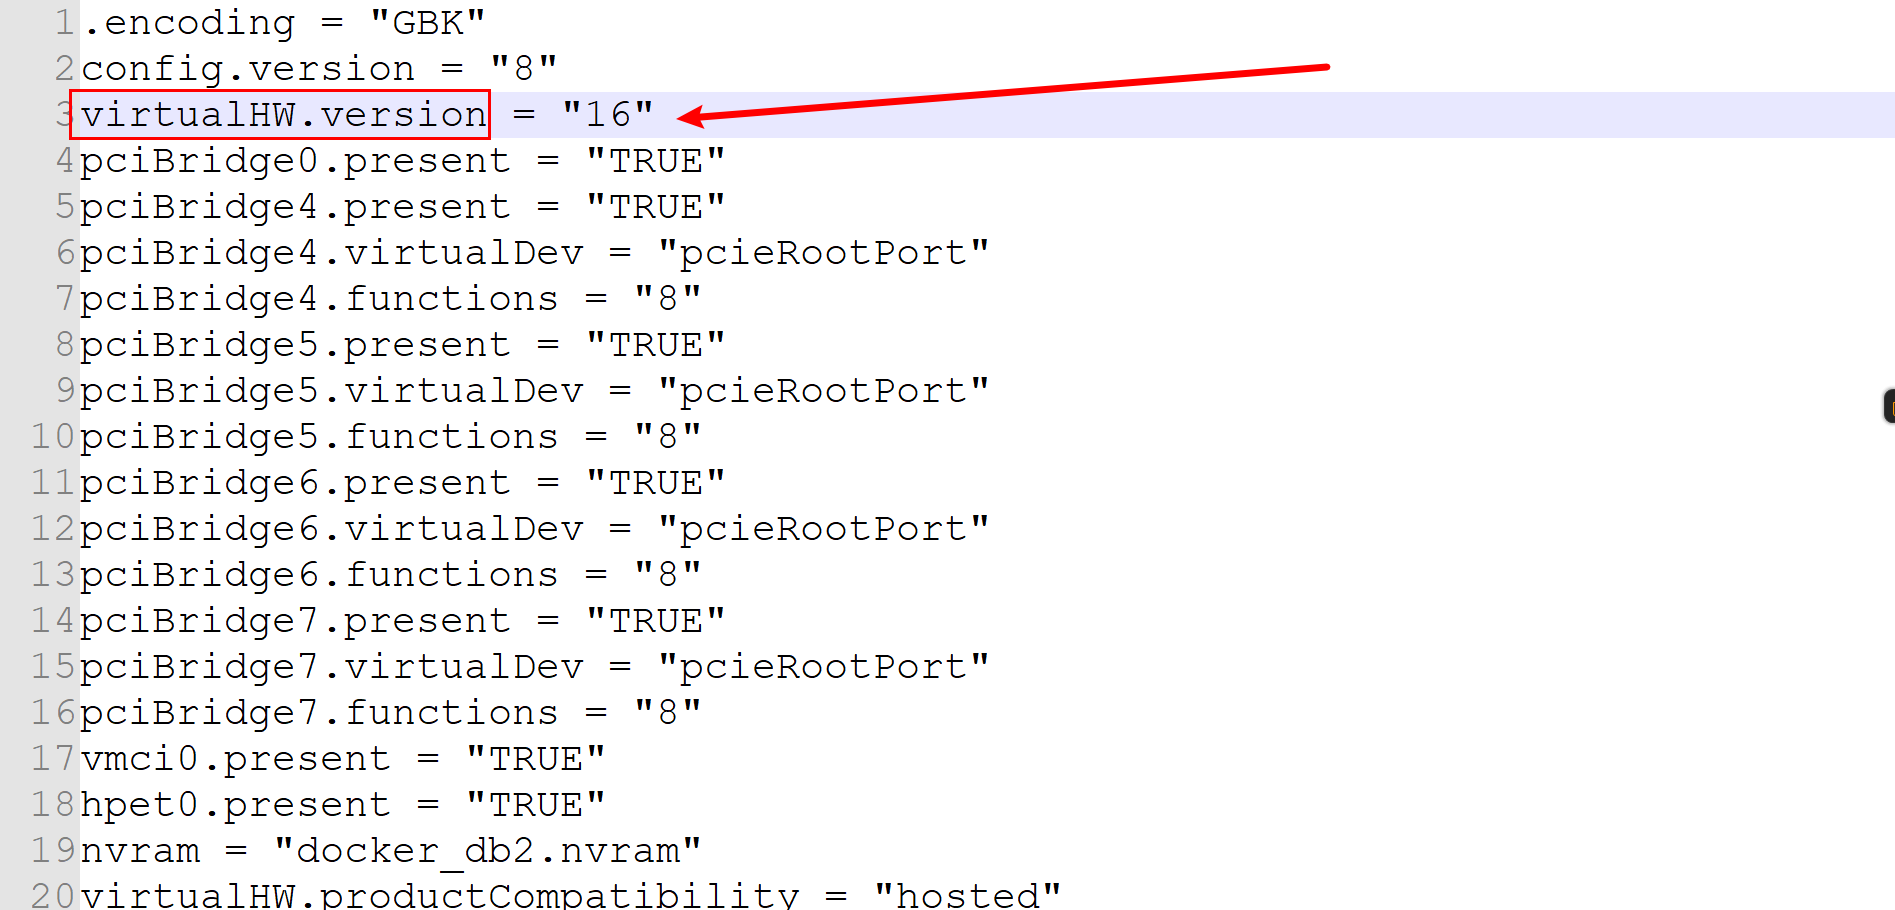 1 .encoding = "GBK"
2 config.version = "8"
3 virtualHW.version = "16"
4 pciBridge0.present = "TRUE"
5 pciBridge4.present = "TRUE"
6 pciBridge4.virtualDev = "pcieRootPort"
7 pciBridge4.functions = "8"
8 pciBridge5.present = "TRUE"
9 pciBridge5.virtualDev = "pcieRootPort"
10 pciBridge5.functions = "8"
11 pciBridge6.present = "TRUE"
12 pciBridge6.virtualDev = "pcieRootPort"
13 pciBridge6.functions = "8"
14 pciBridge7.present = "TRUE"
15 pciBridge7.virtualDev = "pcieRootPort"
16 pciBridge7.functions = "8"
17 vmci0.present = "TRUE"
18 hpet0.present = "TRUE"
19 nvram = "docker_db2.nvram"
20 virtualHW.productCompatibility = "hosted"